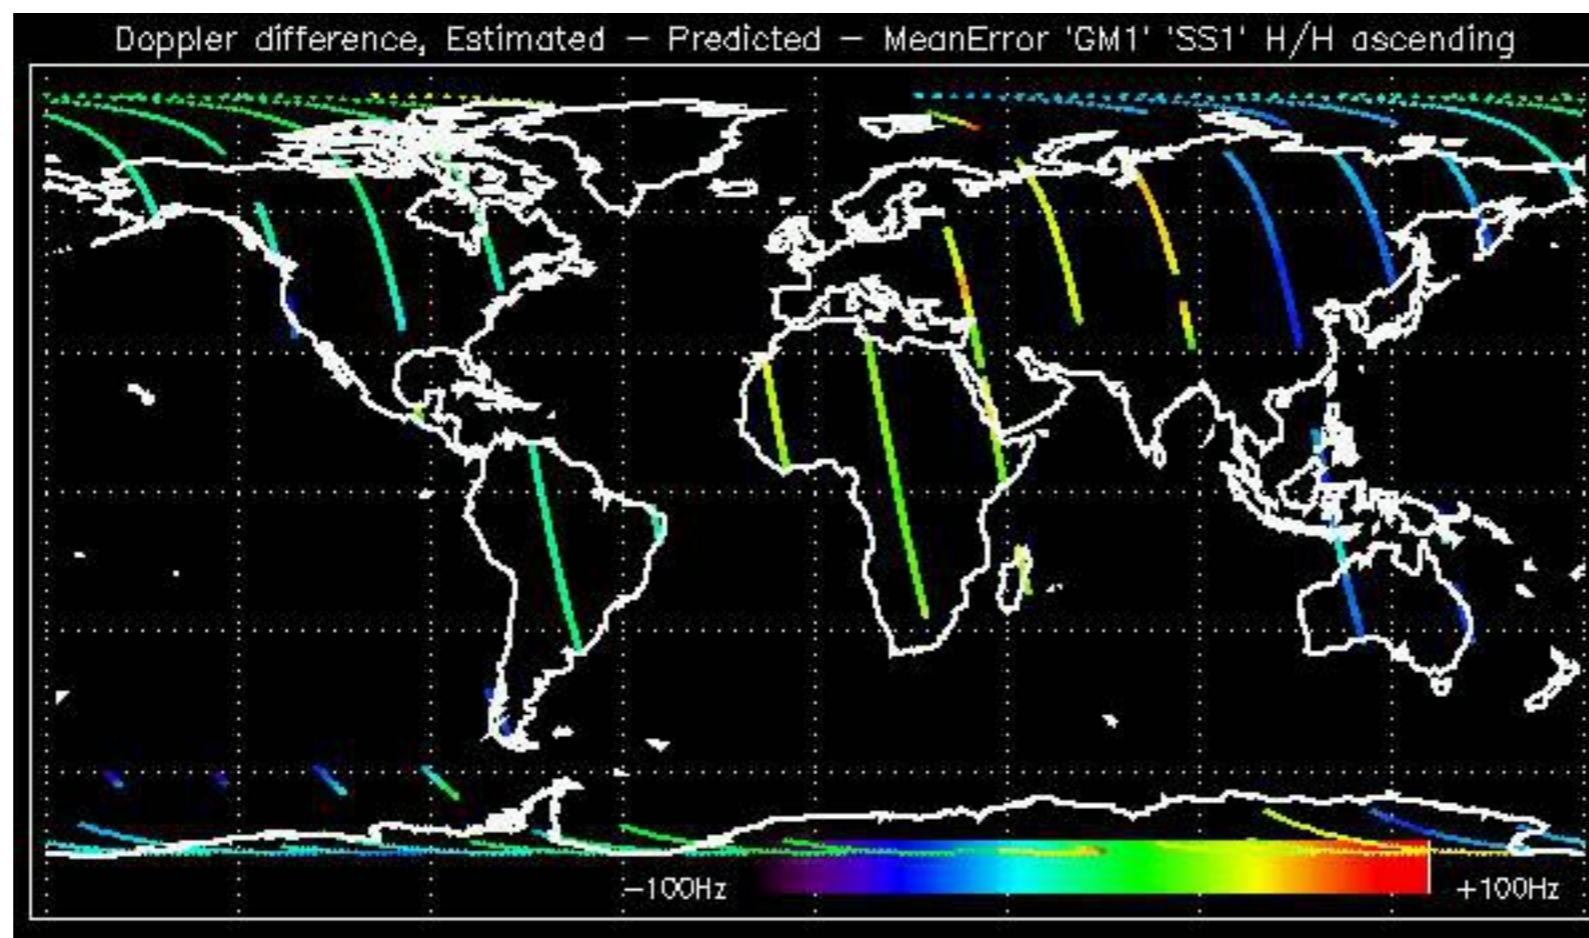 Doppler difference, Estimated – Predicted – MeanError 'GM1' 'SS1' H/H ascending
–100Hz
+100Hz